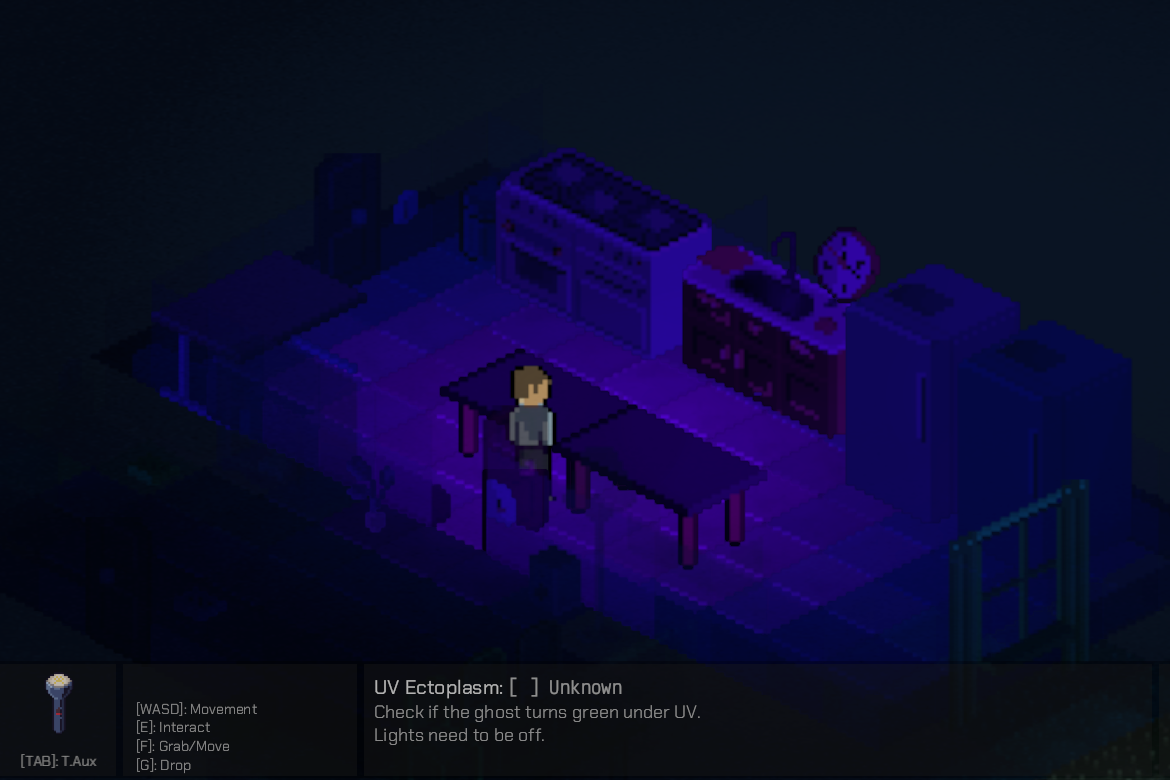 UV Ectoplasm: [ ] Unknown
Check if the ghost turns green under UV.
Lights need to be off.
[WASD]: Movement
[E]: Interact
[F]: Grab/Move
[G]: Drop
[TAB]: T.Aux